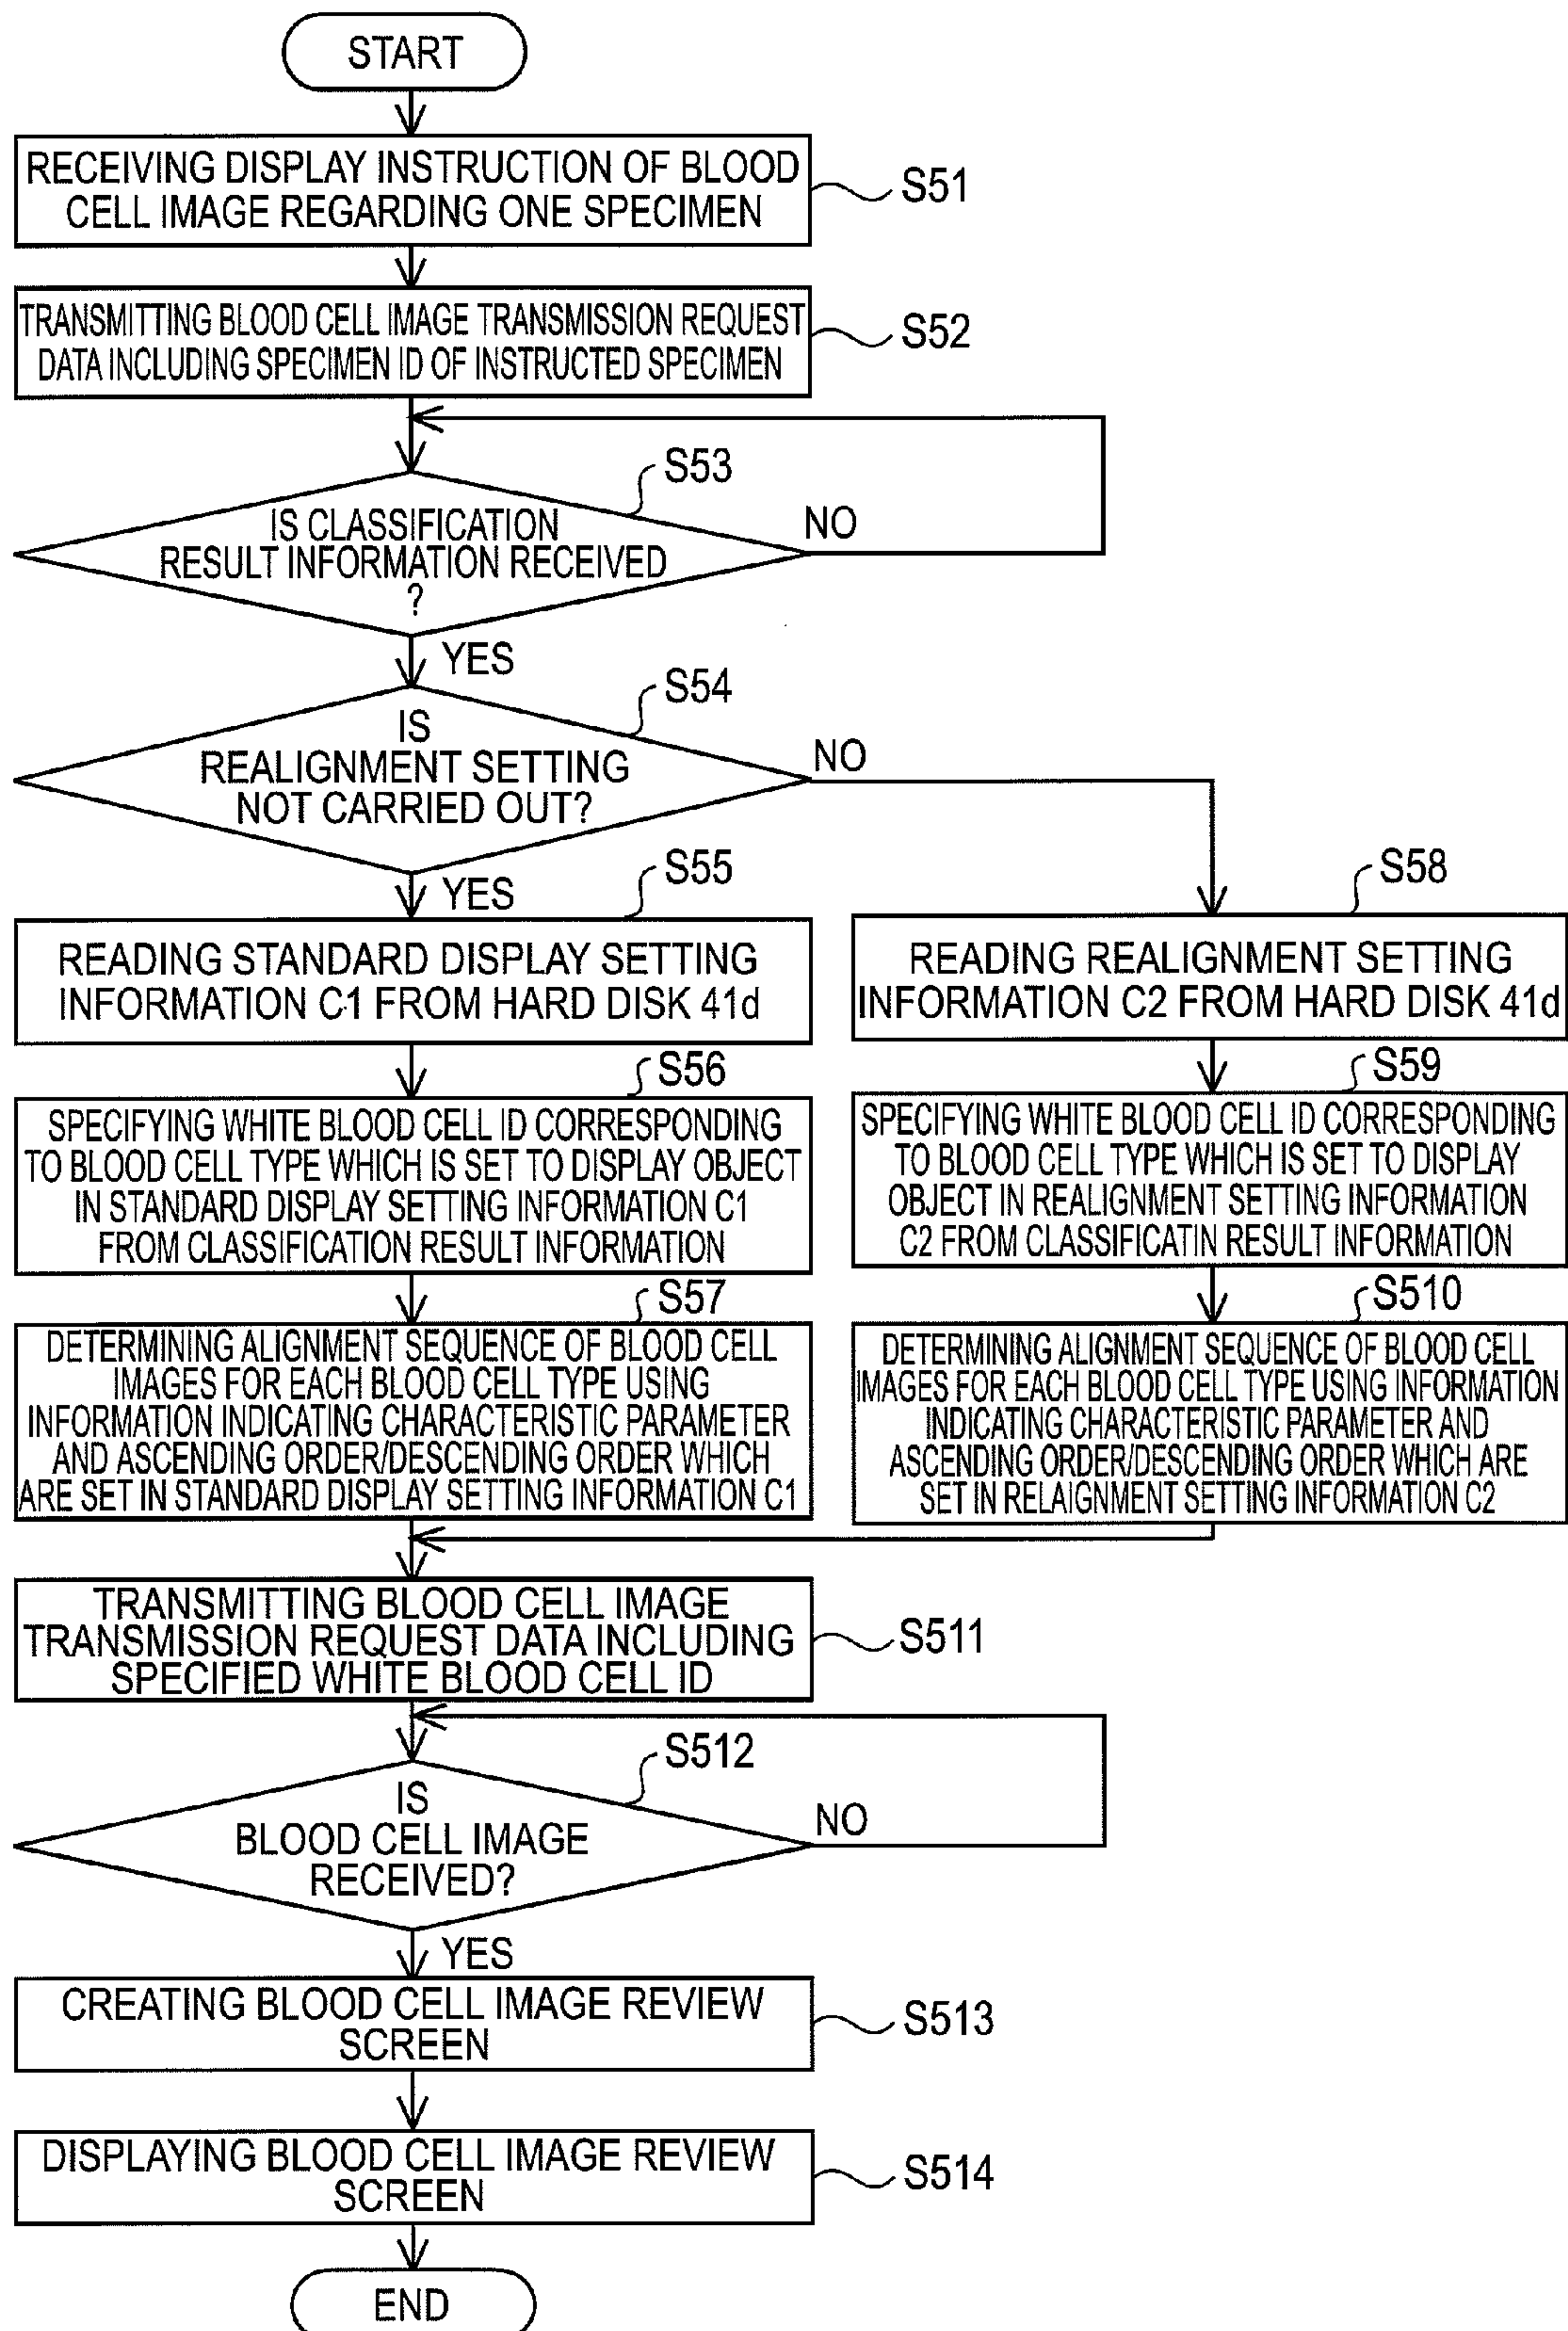 START
RECEIVING DISPLAY INSTRUCTION OF BLOOD
CELL IMAGE REGARDING ONE SPECIMEN
S51
TRANSMITTING BLOOD CELL IMAGE TRANSMISSION REQUEST
DATA INCLUDING SPECIMEN ID OF INSTRUCTED SPECIMEN
S52
S53
IS CLASSIFICATION
RESULT INFORMATION RECEIVED
?
NO
YES
S54
IS
REALIGNMENT SETTING
NOT CARRIED OUT?
NO
YES
S55
READING STANDARD DISPLAY SETTING
INFORMATION C1 FROM HARD DISK 41d
S58
READING REALIGNMENT SETTING
INFORMATION C2 FROM HARD DISK 41d
S56
SPECIFYING WHITE BLOOD CELL ID CORRESPONDING
TO BLOOD CELL TYPE WHICH IS SET TO DISPLAY OBJECT
IN STANDARD DISPLAY SETTING INFORMATION C1
FROM CLASSIFICATION RESULT INFORMATION
S59
SPECIFYING WHITE BLOOD CELL ID CORRESPONDING
TO BLOOD CELL TYPE WHICH IS SET TO DISPLAY
OBJECT IN REALIGNMENT SETTING INFORMATION
C2 FROM CLASSIFICATIN RESULT INFORMATION
S57
DETERMINING ALIGNMENT SEQUENCE OF BLOOD CELL
IMAGES FOR EACH BLOOD CELL TYPE USING
INFORMATION INDICATING CHARACTERISTIC PARAMETER
AND ASCENDING ORDER/DESCENDING ORDER WHICH
ARE SET IN STANDARD DISPLAY SETTING INFORMATION C1
S510
DETERMINING ALIGNMENT SEQUENCE OF BLOOD CELL
IMAGES FOR EACH BLOOD CELL TYPE USING INFORMATION
INDICATING CHARACTERISTIC PARAMETER AND
ASCENDING ORDER/DESCENDING ORDER WHICH ARE
SET IN RELAIGNMENT SETTING INFORMATION C2
TRANSMITTING BLOOD CELL IMAGE
TRANSMISSION REQUEST DATA INCLUDING
SPECIFIED WHITE BLOOD CELL ID
S511
S512
IS
BLOOD CELL IMAGE
RECEIVED?
NO
YES
CREATING BLOOD CELL IMAGE REVIEW
SCREEN
S513
DISPLAYING BLOOD CELL IMAGE REVIEW
SCREEN
S514
END